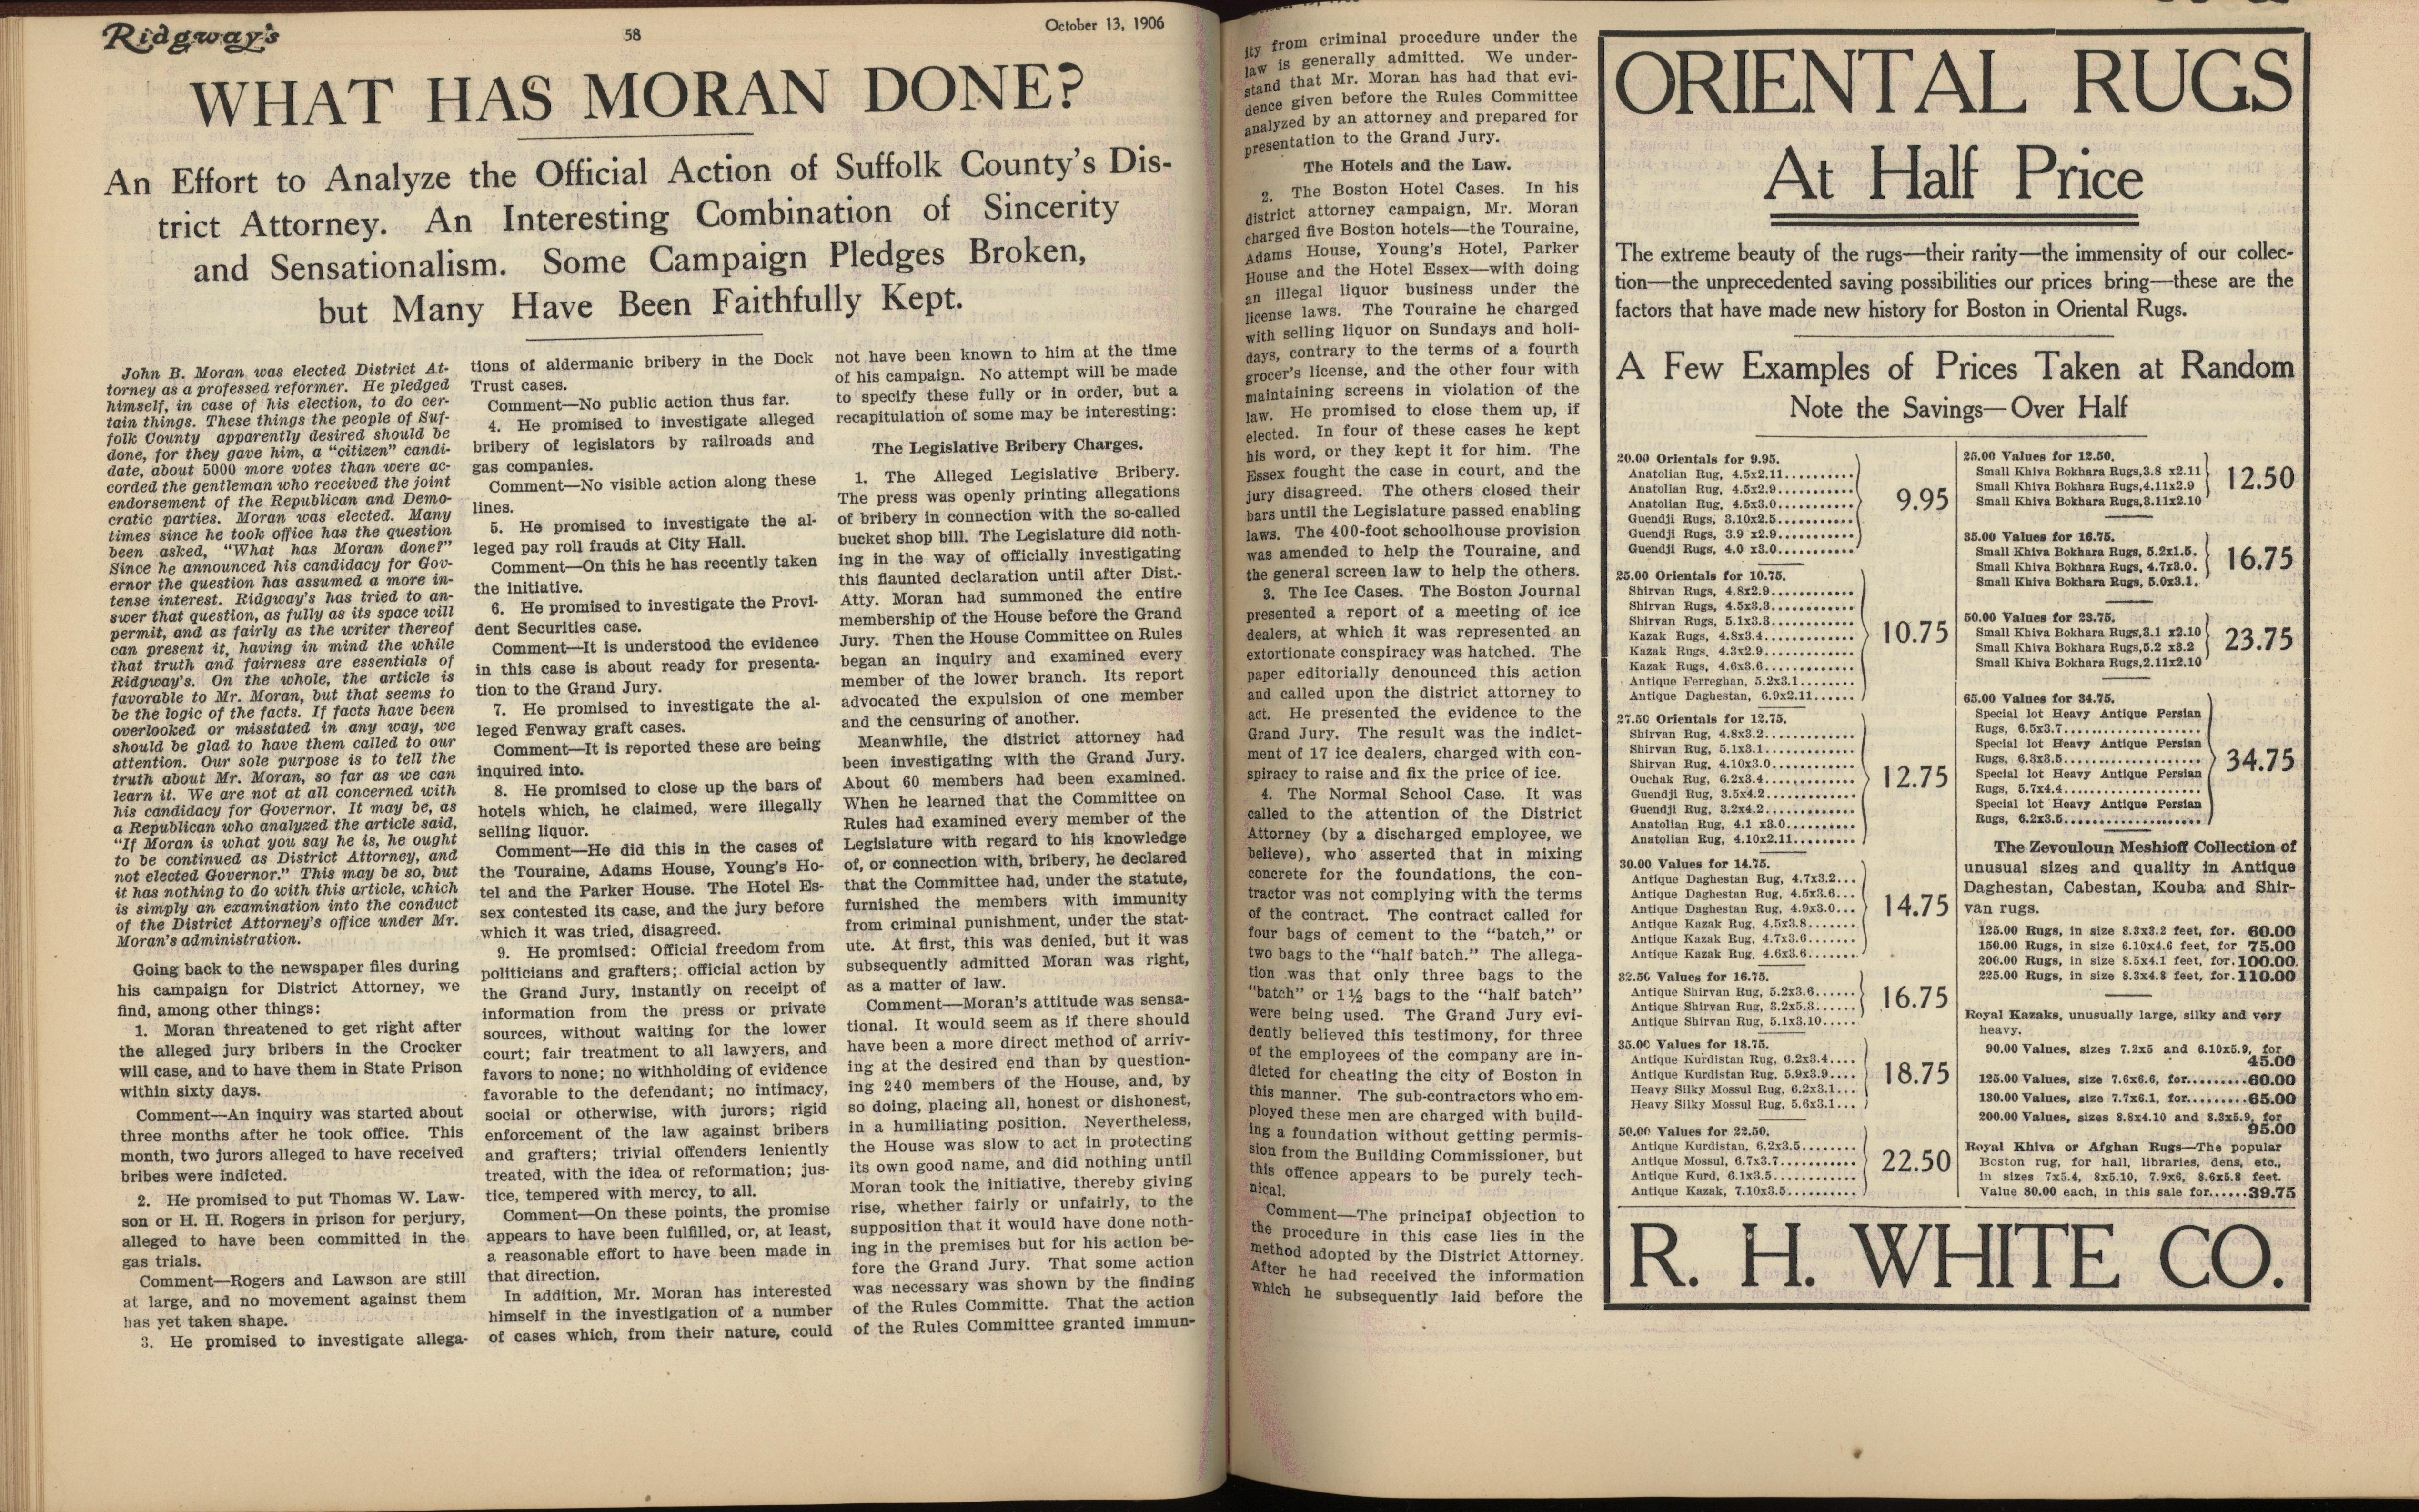 Ridgway's
58
October 13, 1906
WHAT HAS MORAN DONE?
An Effort to Analyze the Official Action of Suffolk County's Dis-
trict Attorney. An Interesting Combination of Sincerity
and Sensationalism. Some Campaign Pledges Broken,
but Many Have Been Faithfully Kept.
John B. Moran was elected District At-
torney as a professed reformer. He pledged
himself, in case of his election, to do cer-
tain things. These things the people of Suf-
folk County apparently desired should be
done, for they gave him, a "citizen" candi-
date, about 5000 more votes than were ac-
corded the gentleman who received the joint
endorsement of the Republican and Demo-
cratic parties. Moran was elected. Many
times since he took office has the question
been asked, "What has Moran done?"
Since he announced his candidacy for Gov-
ernor the question has assumed a more in-
tense interest. Ridgway's has tried to an-
swer that question, as fully as its space will
permit, and as fairly as the writer thereof
can present it, having in mind the while
that truth and fairness are essentials of
Ridgway's. On the whole, the article is
favorable to Mr. Moran, but that seems to
be the logic of the facts. If facts have been
overlooked or misstated in any way, we
should be glad to have them called to our
attention. Our sole purpose is to tell the
truth about Mr. Moran, so far as we can
learn it. We are not at all concerned with
his candidacy for Governor. It may be, as
a Republican who analyzed the article said,
"If Moran is what you say he is, he ought
to be continued as District Attorney, and
not elected Governor." This may be so, but
it has nothing to do with this article, which
is simply an examination into the conduct
of the District Attorney's office under Mr.
Moran's administration.
Going back to the newspaper files during
his campaign for District Attorney, we
find, among other things:
1. Moran threatened to get right after
the alleged jury bribers in the Crocker
will case, and to have them in State Prison
within sixty days.
Comment—An inquiry was started about
three months after he took office. This
month, two jurors alleged to have received
bribes were indicted.
2. He promised to put Thomas W. Law-
son or H. H. Rogers in prison for perjury,
alleged to have been committed in the
gas trials.
Comment—Rogers and Lawson are still
at large, and no movement against them
has yet taken shape.
3. He promised to investigate allega-
tions of aldermanic bribery in the Dock
Trust cases.
Comment—No public action thus far.
4. He promised to investigate alleged
bribery of legislators by railroads and
gas companies.
Comment—No visible action along these
lines.
5. He promised to investigate the al-
leged pay roll frauds at City Hall.
Comment—On this he has recently taken
the initiative.
6. He promised to investigate the Provi-
dent Securities case.
Comment—It is understood the evidence
in this case is about ready for presenta-
tion to the Grand Jury.
7. He promised to investigate the al-
leged Fenway graft cases.
Comment—It is reported these are being
inquired into.
8. He promised to close up the bars of
hotels which, he claimed, were illegally
selling liquor.
Comment—He did this in the cases of
the Touraine, Adams House, Young's Ho-
tel and the Parker House. The Hotel Es-
sex contested its case, and the jury before
which it was tried, disagreed.
9. He promised: Official freedom from
politicians and grafters; official action by
the Grand Jury, instantly on receipt of
information from the press or private
sources, without waiting for the lower
court; fair treatment to all lawyers, and
favors to none; no withholding of evidence
favorable to the defendant; no intimacy,
social or otherwise, with jurors; rigid
enforcement of the law against bribers
and grafters; trivial offenders leniently
treated, with the idea of reformation; jus-
tice, tempered with mercy, to all.
Comment—On these points, the promise
appears to have been fulfilled, or, at least,
a reasonable effort to have been made in
that direction.
In addition, Mr. Moran has interested
himself in the investigation of a number
of cases which, from their nature, could
not have been known to him at the time
of his campaign. No attempt will be made
to specify these fully or in order, but a
recapitulation of some may be interesting:
The Legislative Bribery Charges.
1. The Alleged Legislative Bribery.
The press was openly printing allegations
of bribery in connection with the so-called
bucket shop bill. The Legislature did noth-
ing in the way of officially investigating
this flaunted declaration until after Dist.-
Atty. Moran had summoned the entire
membership of the House before the Grand
Jury. Then the House Committee on Rules
began an inquiry and examined every
member of the lower branch. Its report
advocated the expulsion of one member
and the censuring of another.
Meanwhile, the district attorney had
been investigating with the Grand Jury.
About 60 members had been examined.
When he learned that the Committee on
Rules had examined every member of the
Legislature with regard to his knowledge
of, or connection with, bribery, he declared
that the Committee had, under the statute,
furnished the members with immunity
from criminal punishment, under the stat-
ute. At first, this was denied, but it was
subsequently admitted Moran was right,
as a matter of law.
Comment—Moran's attitude was sensa-
tional. It would seem as if there should
have been a more direct method of arriv-
ing at the desired end than by question-
ing 240 members of the House, and, by
so doing, placing all, honest or dishonest,
in a humiliating position. Nevertheless,
the House was slow to act in protecting
its own good name, and did nothing until
Moran took the initiative, thereby giving
rise, whether fairly or unfairly, to the
supposition that it would have done noth-
ing in the premises but for his action be-
fore the Grand Jury. That some action
was necessary was shown by the finding
of the Rules Committe. That the action
of the Rules Committee granted immun-
ity from criminal procedure under the
law is generally admitted. We under-
stand that Mr. Moran has had that evi-
dence given before the Rules Committee
analyzed by an attorney and prepared for
presentation to the Grand Jury.
The Hotels and the Law.
2. The Boston Hotel Cases. In his
district attorney campaign, Mr. Moran
charged five Boston hotels—the Touraine,
Adams House, Young's Hotel, Parker
House and the Hotel Essex—with doing
an illegal liquor business under the
license laws. The Touraine he charged
with selling liquor on Sundays and holi-
days, contrary to the terms of a fourth
grocer's license, and the other four with
maintaining screens in violation of the
law. He promised to close them up, if
elected. In four of these cases he kept
his word, or they kept it for him. The
Essex fought the case in court, and the
jury disagreed. The others closed their
bars until the Legislature passed enabling
laws. The 400-foot schoolhouse provision
was amended to help the Touraine, and
the general screen law to help the others.
3. The Ice Cases. The Boston Journal
presented a report of a meeting of ice
dealers, at which it was represented an
extortionate conspiracy was hatched. The
paper editorially denounced this action
and called upon the district attorney to
act. He presented the evidence to the
Grand Jury. The result was the indict-
ment of 17 ice dealers, charged with con-
spiracy to raise and fix the price of ice.
4. The Normal School Case. It was
called to the attention of the District
Attorney (by a discharged employee, we
believe), who asserted that in mixing
concrete for the foundations, the con-
tractor was not complying with the terms
of the contract. The contract called for
four bags of cement to the "batch," or
two bags to the "half batch." The allega-
tion was that only three bags to the
"batch" or 1½ bags to the "half batch"
were being used. The Grand Jury evi-
dently believed this testimony, for three
of the employees of the company are in-
dicted for cheating the city of Boston in
this manner. The sub-contractors who em-
ployed these men are charged with build-
ing a foundation without getting permis-
sion from the Building Commissioner, but
this offence appears to be purely tech-
nical.
Comment—The principal objection to
the procedure in this case lies in the
method adopted by the District Attorney.
After he had received the information
which he subsequently laid before the
ORIENTAL RUGS
At Half Price
The extreme beauty of the rugs—their rarity—the immensity of our collec-
tion—the unprecedented saving possibilities our prices bring—these are the
factors that have made new history for Boston in Oriental Rugs.
A Few Examples of Prices Taken at Random
Note the Savings—Over Half
20.00 Orientals for 9.95.
Anatolian Rug, 4.5x2.11..........
Anatolian Rug, 4.5x2.9...........
Anatolian Rug, 4.5x3.0...........
Guendji Rugs, 3.10x2.5...........
Guendji Rugs, 3.9 x2.9...........
Guendji Rugs, 4.0 x3.0...........
9.95
25.00 Orientals for 10.75.
Shirvan Rugs, 4.8x2.9............
Shirvan Rugs, 4.5x3.3............
Shirvan Rugs, 5.1x3.3............
Kazak Rugs, 4.8x3.4.............
Kazak Rugs, 4.3x2.9.............
Kazak Rugs, 4.6x3.6.............
Antique Ferreghan, 5.2x3.1........
Antique Daghestan, 6.9x2.11......
10.75
27.50 Orientals for 12.75.
Shirvan Rug, 4.8x3.2............
Shirvan Rug, 5.1x3.1............
Shirvan Rug, 4.10x3.0...........
Ouchak Rug, 6.2x3.4............
Guendji Rug, 3.5x4.2............
Guendji Rug, 3.2x4.2............
Anatolian Rug, 4.1 x3.0..........
Anatolian Rug, 4.10x2.11.........
12.75
30.00 Values for 14.75.
Antique Daghestan Rug, 4.7x3.2...
Antique Daghestan Rug, 4.5x3.6...
Antique Daghestan Rug, 4.9x3.0...
Antique Kazak Rug, 4.5x3.8.......
Antique Kazak Rug, 4.7x3.6.......
Antique Kazak Rug, 4.6x3.6.......
14.75
32.50 Values for 16.75.
Antique Shirvan Rug, 5.2x3.6......
Antique Shirvan Rug, 3.2x5.3......
Antique Shirvan Rug, 5.1x3.10.....
16.75
35.00 Values for 18.75.
Antique Kurdistan Rug, 6.2x3.4....
Antique Kurdistan Rug, 5.9x3.9....
Heavy Silky Mossul Rug, 6.2x3.1...
Heavy Silky Mossul Rug, 5.6x3.1...
18.75
50.00 Values for 22.50.
Antique Kurdistan, 6.2x3.5........
Antique Mossul, 6.7x3.7...........
Antique Kurd, 6.1x3.5............
Antique Kazak, 7.10x3.5..........
22.50
25.00 Values for 12.50.
Small Khiva Bokhara Rugs,3.8 x2.11
Small Khiva Bokhara Rugs,4.11x2.9
Small Khiva Bokhara Rugs,3.11x2.10
12.50
35.00 Values for 16.75.
Small Khiva Bokhara Rugs, 5.2x1.5.
Small Khiva Bokhara Rugs, 4.7x3.0.
Small Khiva Bokhara Rugs, 5.0x3.1.
16.75
50.00 Values for 23.75.
Small Khiva Bokhara Rugs,3.1 x2.10
Small Khiva Bokhara Rugs,5.2 x3.2
Small Khiva Bokhara Rugs,2.11x2.10
23.75
65.00 Values for 34.75.
Special lot Heavy Antique Persian
Rugs, 6.5x3.7....................
Special lot Heavy Antique Persian
Rugs, 6.3x3.5....................
Special lot Heavy Antique Persian
Rugs, 5.7x4.4....................
Special lot Heavy Antique Persian
Rugs, 6.2x3.5....................
34.75
The Zevouloun Meshioff Collection of
unusual sizes and quality in Antique
Daghestan, Cabestan, Kouba and Shir-
van rugs.
125.00 Rugs, in size 8.3x3.2 feet, for. 60.00
150.00 Rugs, in size 6.10x4.6 feet, for 75.00
200.00 Rugs, in size 8.5x4.1 feet, for.100.00.
225.00 Rugs, in size 8.3x4.8 feet, for.110.00
Royal Kazaks, unusually large, silky and very
heavy.
90.00 Values, sizes 7.2x5 and 6.10x5.9, for
45.00
125.00 Values, size 7.6x6.6, for.........60.00
130.00 Values, size 7.7x6.1, for.........65.00
200.00 Values, sizes 8.8x4.10 and 8.3x5.9, for
95.00
Royal Khiva or Afghan Rugs—The popular
Boston rug, for hall, libraries, dens, etc.,
in sizes 7x5.4, 8x5.10, 7.9x6, 8.6x5.8 feet.
Value 80.00 each, in this sale for......39.75
R. H. WHITE CO.